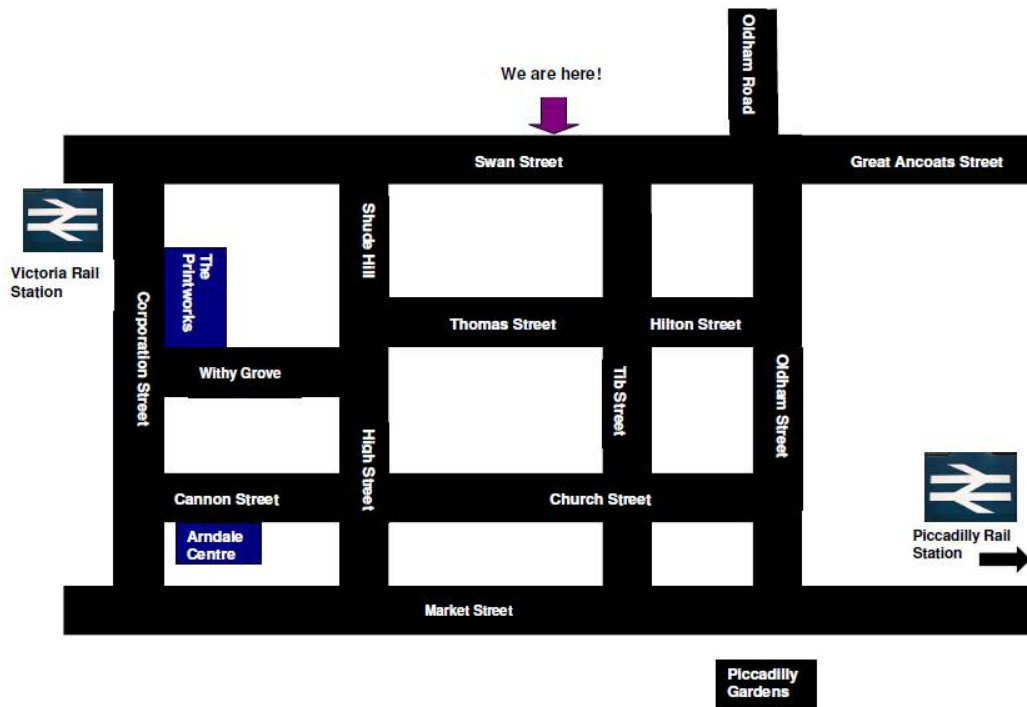 Oldham Road
We are here!
Swan Street
Great Ancoats Street
Shude Hill
The
Printworks
Victoria Rail
Station
Corporation Street
Thomas Street
Hilton Street
Withy Grove
Tib Street
Oldham Street
High Street
Cannon Street
Church Street
Arndale
Centre
Piccadilly Rail
Station
Market Street
Piccadilly
Gardens